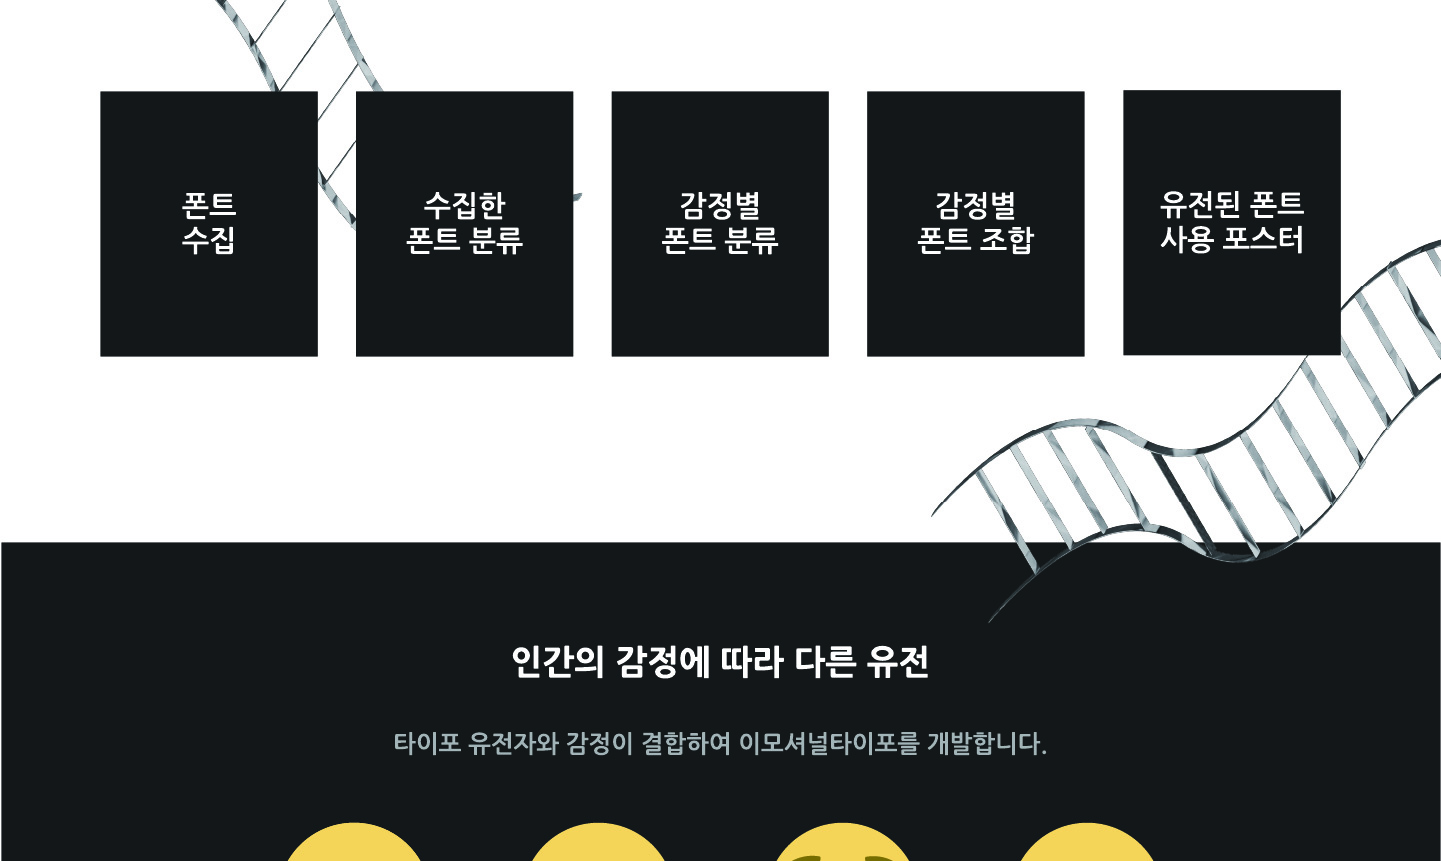 폰트
수집
수집한
폰트 분류
감정별
폰트 분류
감정별
폰트 조합
유전된 폰트
사용 포스터
인간의 감정에 따라 다른 유전
타이포 유전자와 감정이 결합하여 이모셔널타이포를 개발합니다.